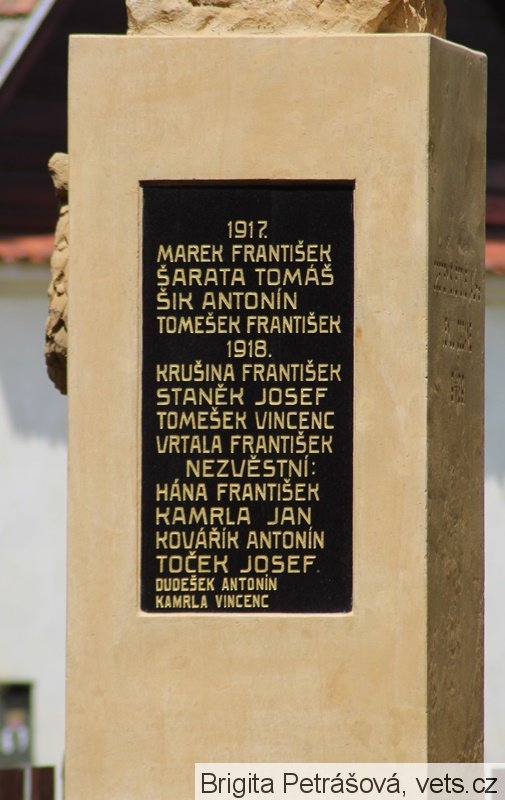 1917.
MAREK FRANTIŠEK
ŠARATA TOMÁŠ
ŠIK ANTONÍN
TOMEŠEK FRANTIŠEK
1918.
KRUŠINA FRANTIŠEK
STANĚK JOSEF
TOMEŠEK VINCENC
VRTALA FRANTIŠEK
NEZVĚSTNÍ:
HÁNA FRANTIŠEK
KAMRLA JAN
KOVÁŘÍK ANTONÍN
TOČEK JOSEF.
DUDEŠEK ANTONÍN
KAMRLA VINCENC
Brigita Petrášová, vets.cz